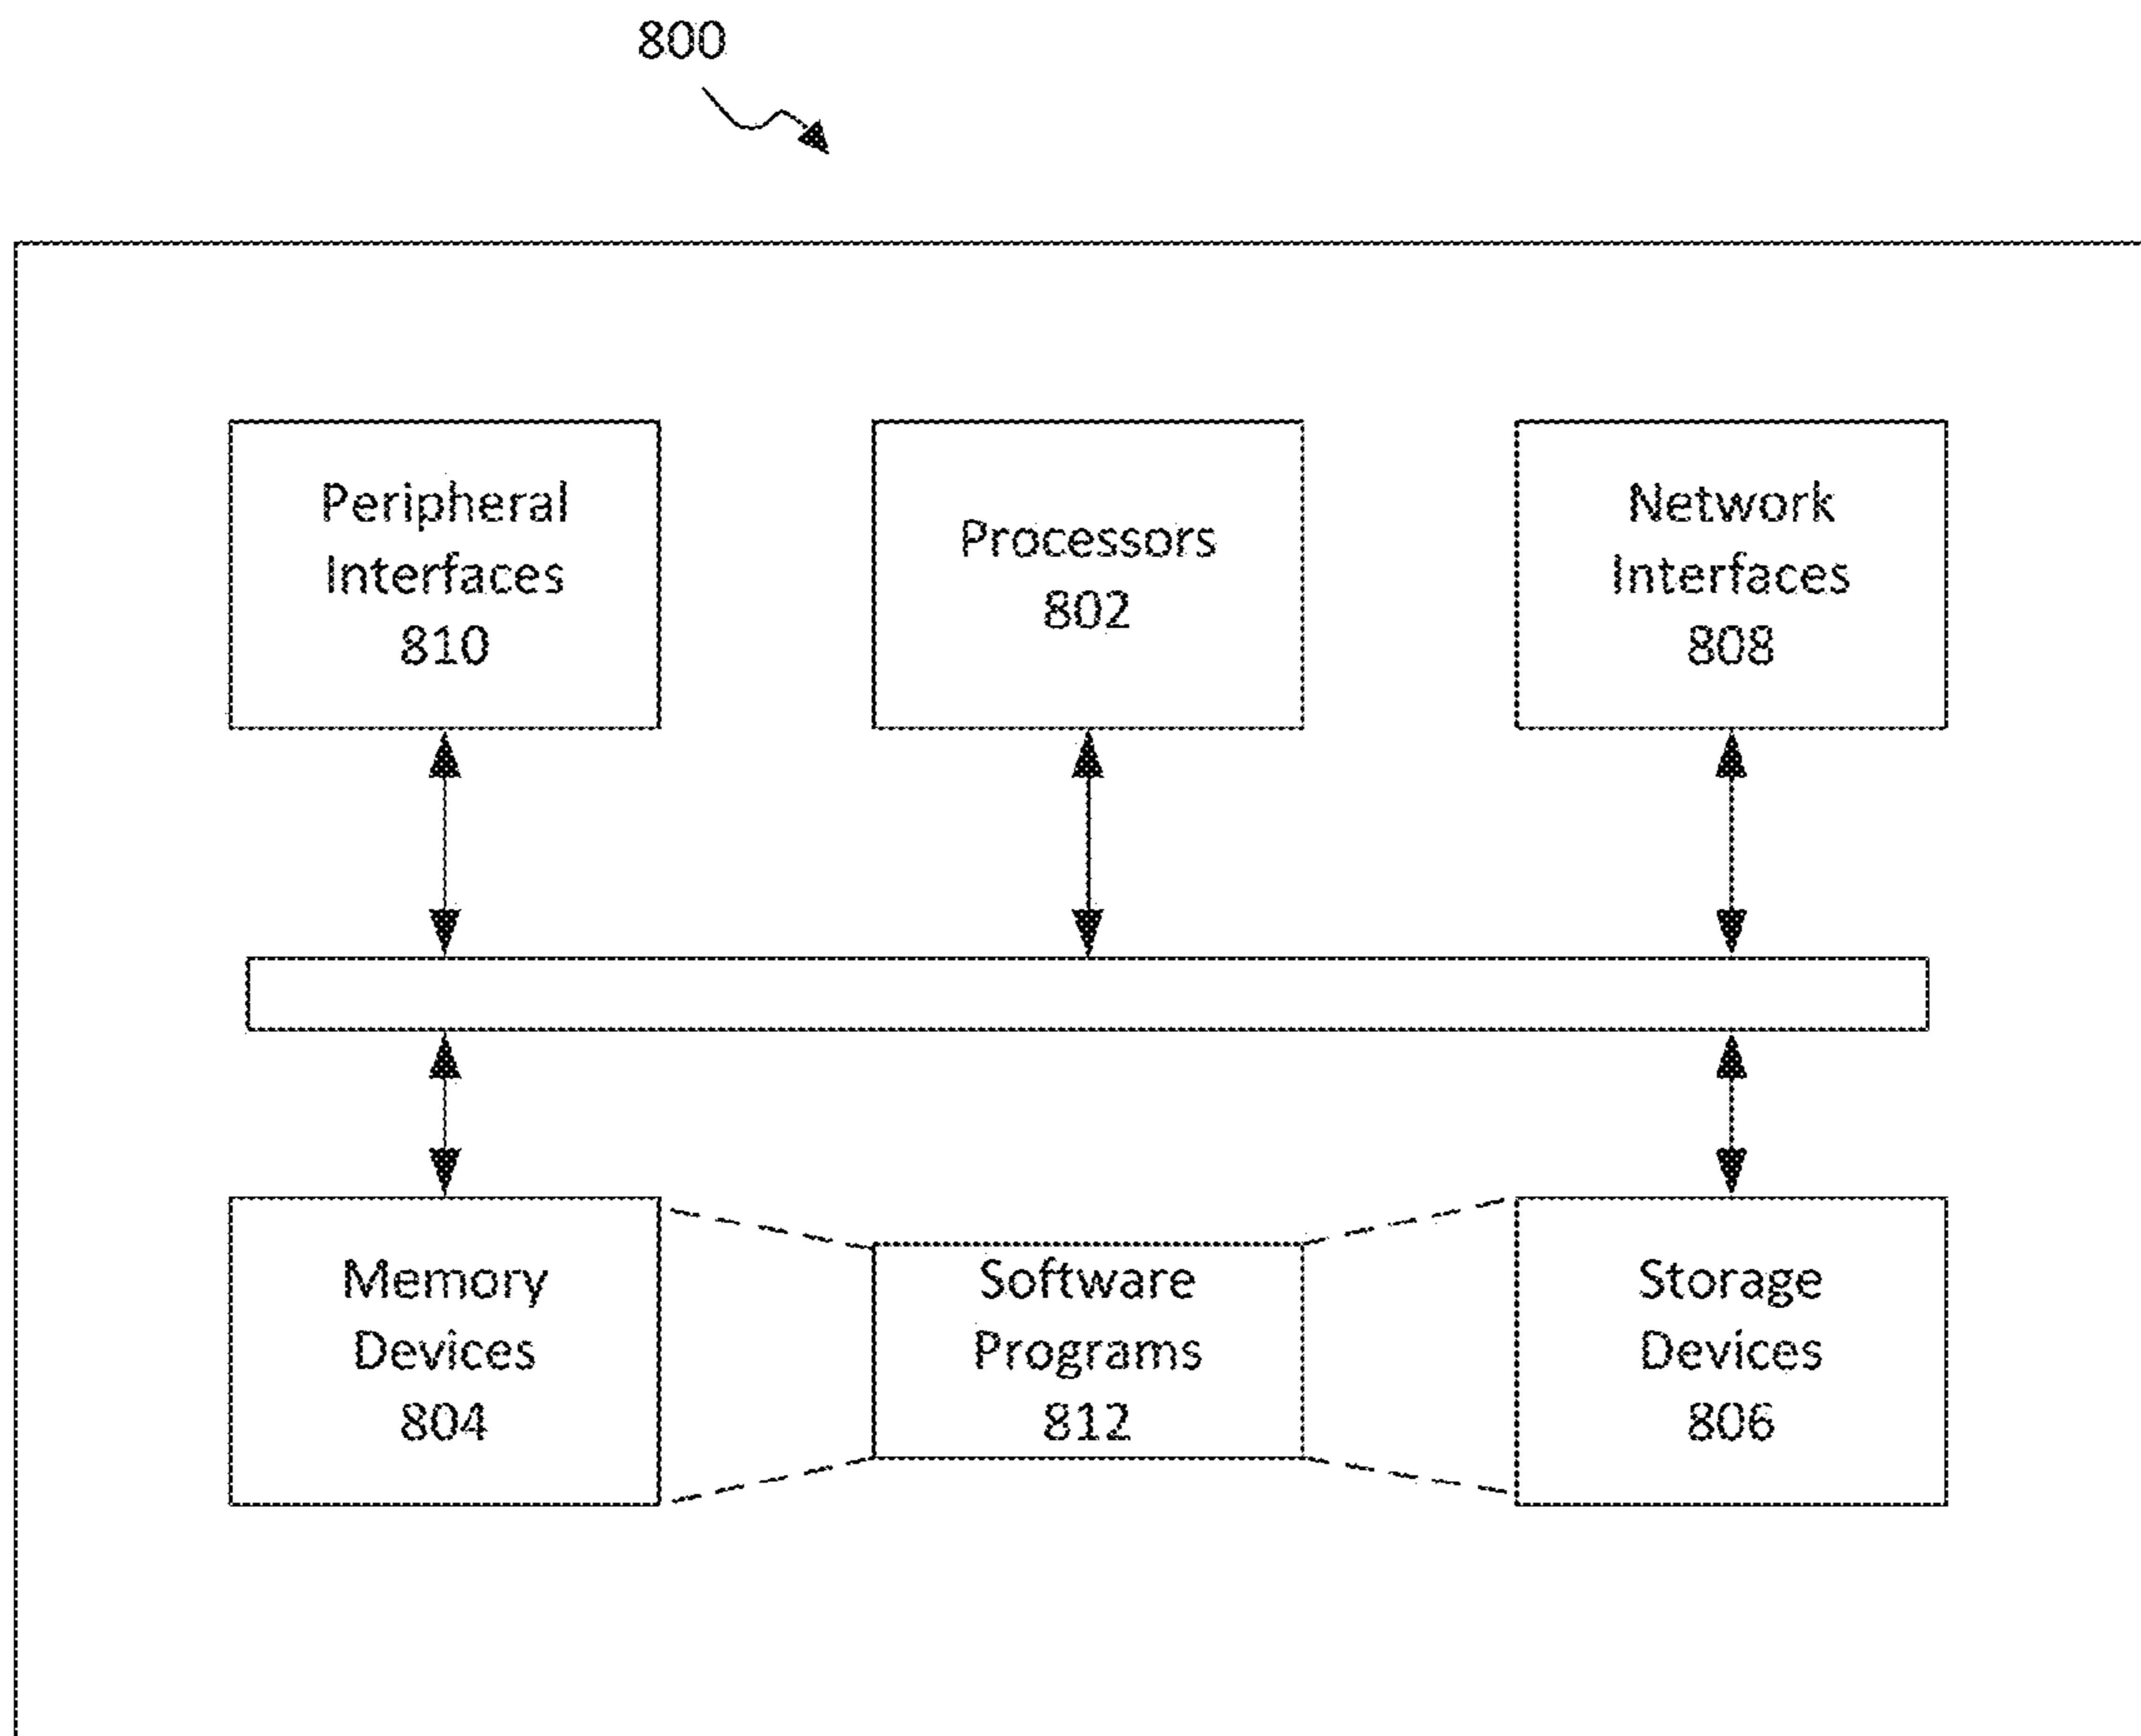 800
Peripheral
Interfaces
810
Processors
802
Network
Interfaces
808
Memory
Devices
804
Software
Programs
812
Storage
Devices
806